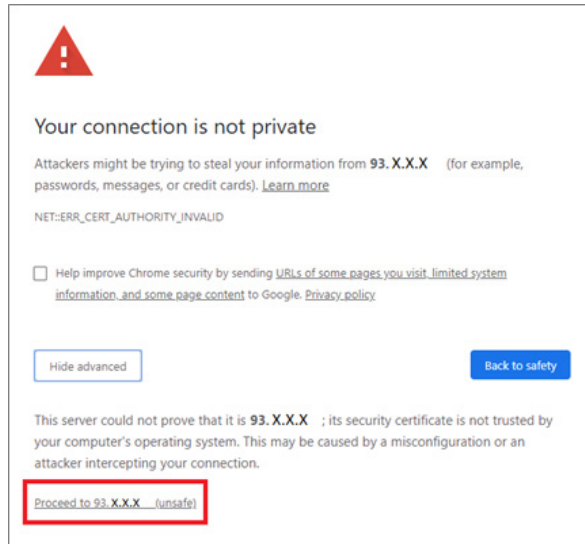 Your connection is not private
Attackers might be trying to steal your information from 93.X.X.X (for example,
passwords, messages, or credit cards). Learn more
NET::ERR_CERT_AUTHORITY_INVALID
Help improve Chrome security by sending URLs of some pages you visit, limited system
information, and some page content to Google. Privacy policy
Hide advanced
Back to safety
This server could not prove that it is 93.X.X.X ; its security certificate is not trusted by
your computer's operating system. This may be caused by a misconfiguration or an
attacker intercepting your connection.
Proceed to 93.X.X.X (unsafe)